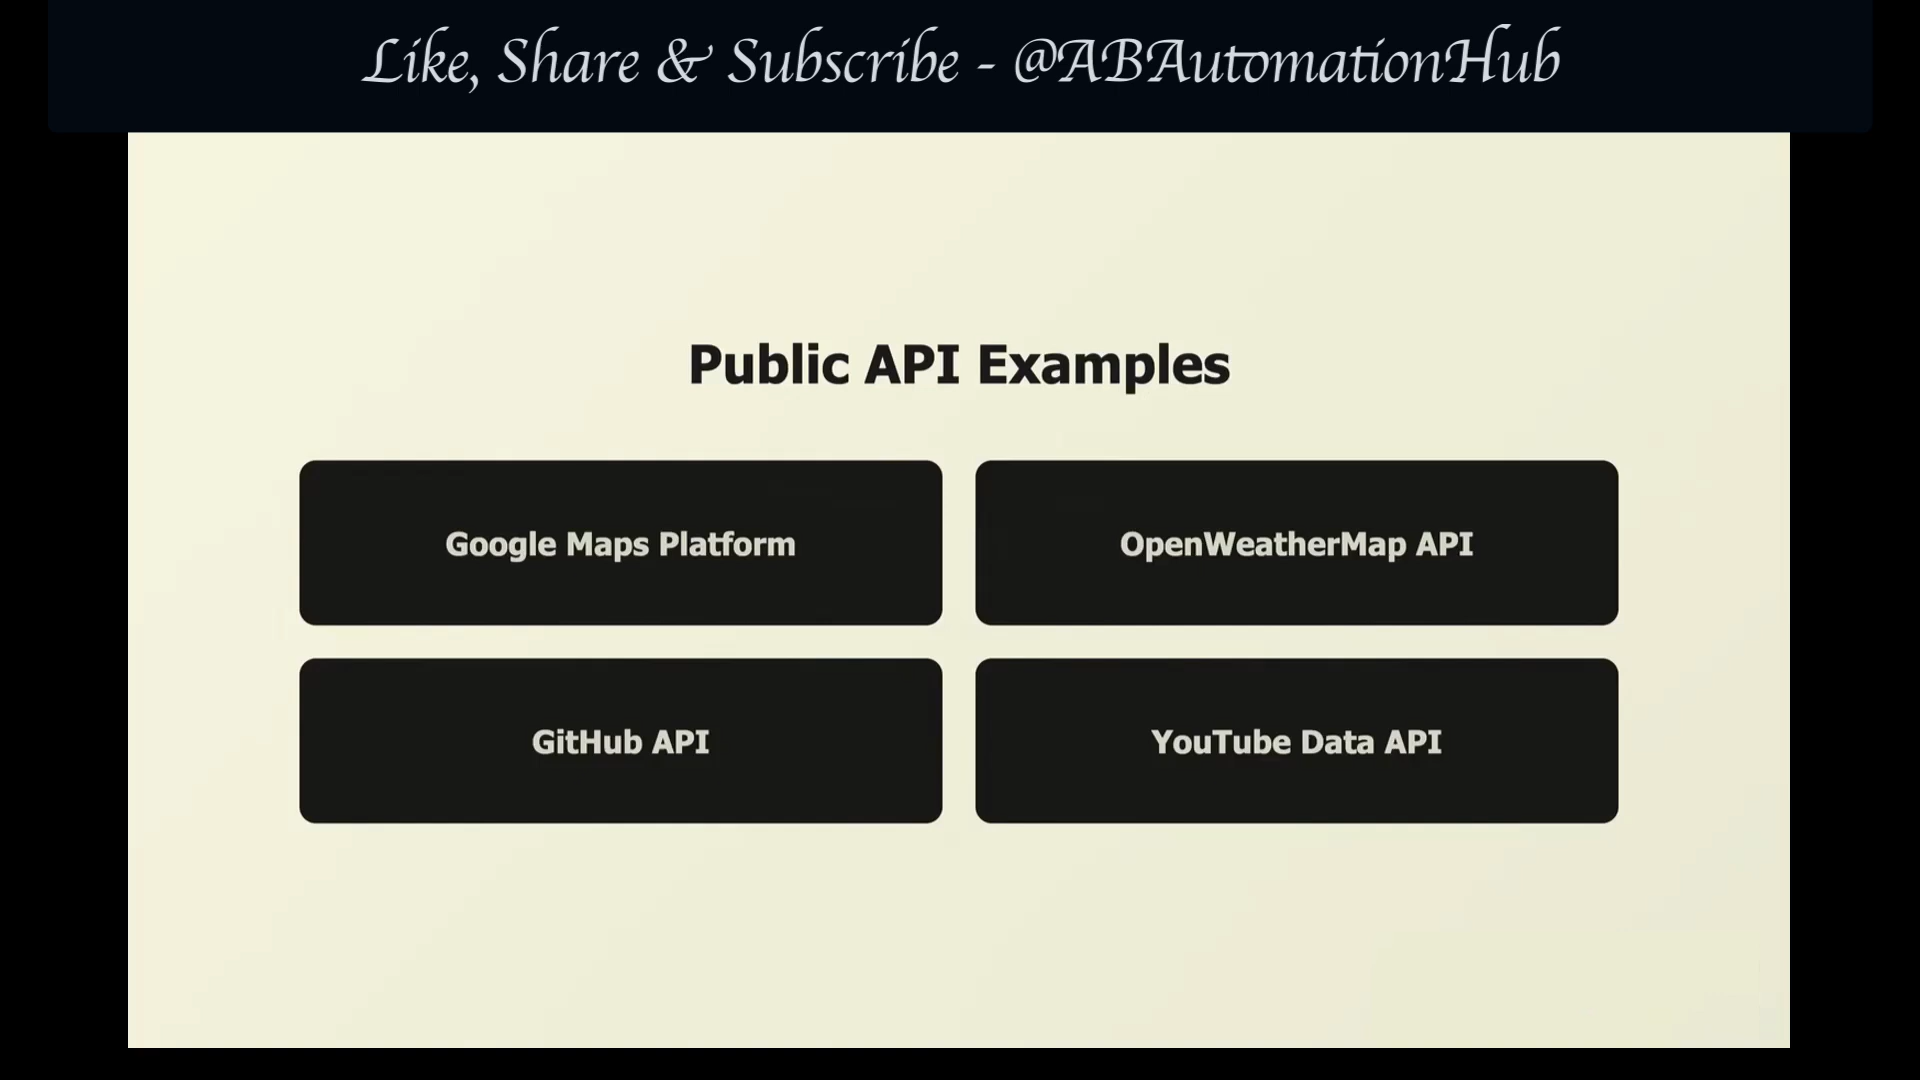 Like, Share & Subscribe - @ABAutomationHub
Public API Examples
Google Maps Platform
OpenWeatherMap API
GitHub API
YouTube Data API